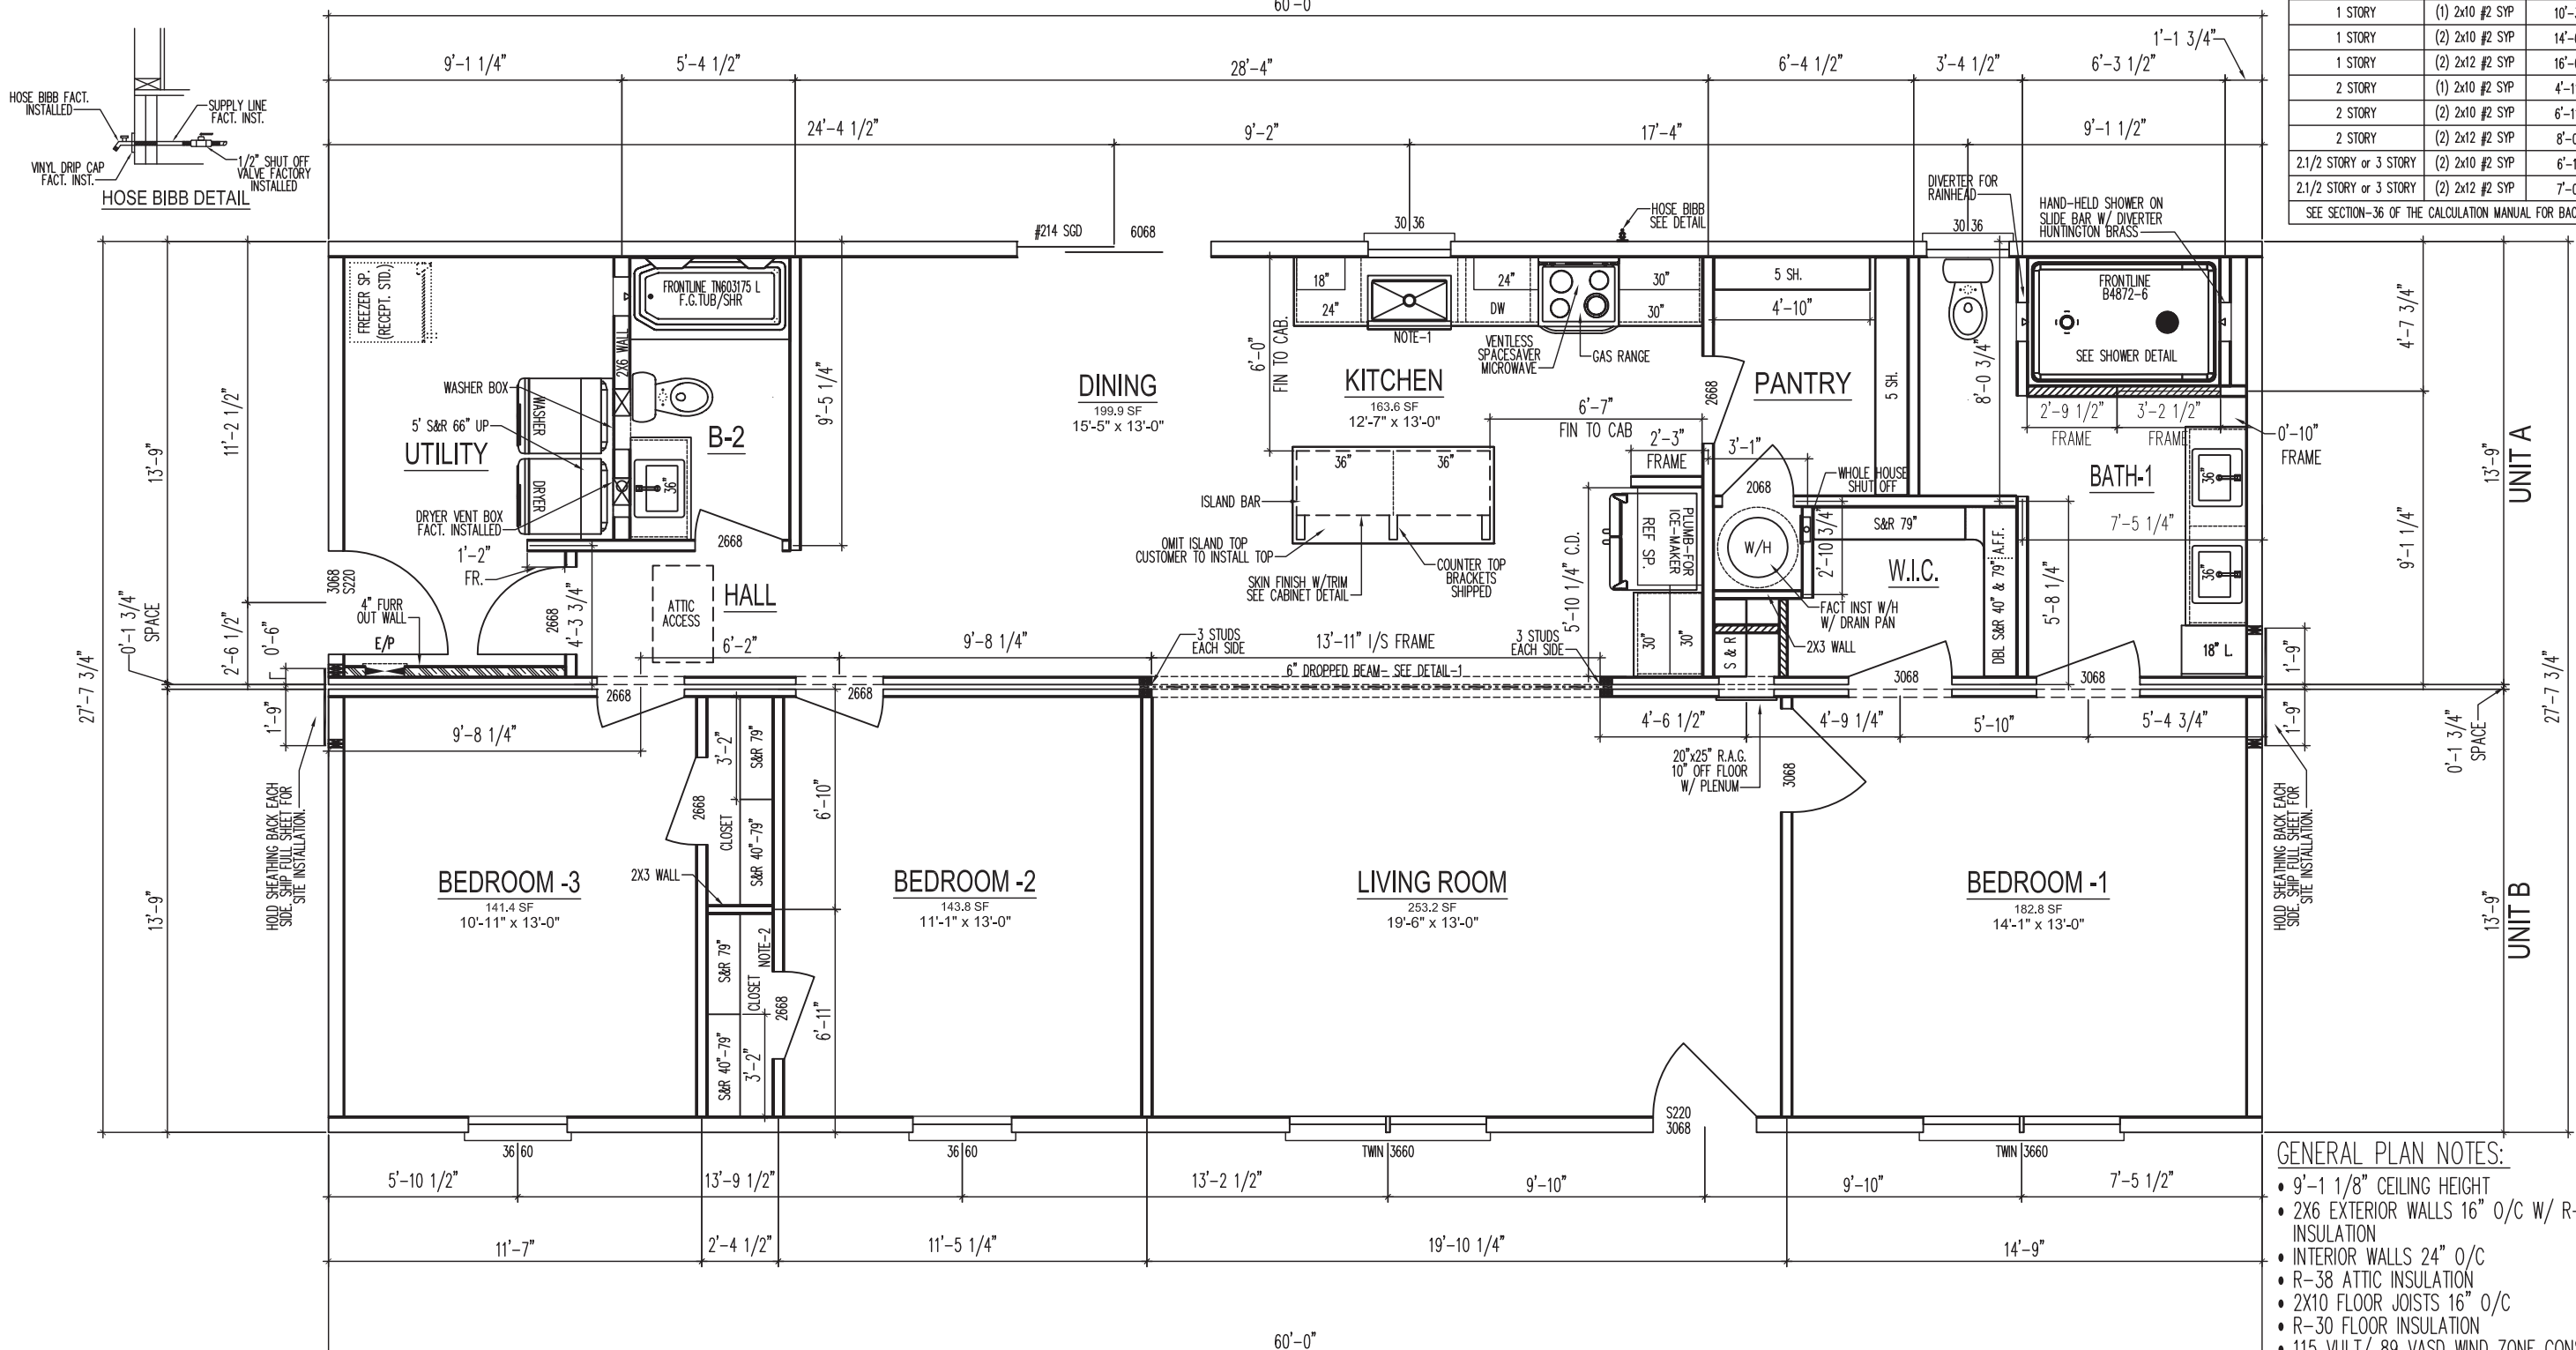 60'-0"
1 STORY (1) 2x10 #2 SYP
1 STORY (2) 2x10 #2 SYP
1 STORY (2) 2x12 #2 SYP
2 STORY (1) 2x10 #2 SYP
2 STORY (2) 2x10 #2 SYP
2 STORY (2) 2x12 #2 SYP
2.1/2 STORY or 3 STORY (2) 2x10 #2 SYP
2.1/2 STORY or 3 STORY (2) 2x12 #2 SYP
SEE SECTION-36 OF THE CALCULATION MANUAL FOR
9'-1 1/4" 5'-4 1/2" 28'-4" 6'-4 1/2" 3'-4 1/2" 6'-3 1/2" 1'-1 3/4"
24'-4 1/2" 9'-2" 17'-4" 9'-1 1/2"
HOSE BIBB FACT.
INSTALLED
SUPPLY LINE
FACT. INST.
VINYL DRIP CAP
FACT. INST.
1/2" SHUT OFF
VALVE FACTORY
INSTALLED
HOSE BIBB DETAIL
#214 SGD 6068
30 36
HOSE BIBB
SEE DETAIL
DIVERTER FOR
RAINHEAD
30 36
HAND-HELD SHOWER ON
SLIDE BAR W/ DIVERTER
HUNTINGTON BRASS
FREEZER SP.
(RECEPT. STD.)
FRONTLINE TN603175 L
F.G.TUB/SHR
2X6 WALL
WASHER BOX
WASHER
5' S&R 66" UP
UTILITY
DRYER
DRYER VENT BOX
FACT. INSTALLED
1'-2"
FR.
B-2
36"
2668
9'-5 1/4"
DINING
199.9 SF
15'-5" x 13'-0"
18"
24"
NOTE-1
24"
DW
30"
30"
6'-0"
FIN TO CAB.
VENTLESS
SPACESAVER
MICROWAVE
GAS RANGE
KITCHEN
163.6 SF
12'-7" x 13'-0"
6'-7"
FIN TO CAB
2'-3"
FRAME
36" 36"
ISLAND BAR
OMIT ISLAND TOP
CUSTOMER TO INSTALL TOP
SKIN FINISH W/TRIM
SEE CABINET DETAIL
COUNTER TOP
BRACKETS
SHIPPED
5'-10 1/4" C.D.
PLUMB-FOR
ICE-MAKER
REF SP.
30" 30"
5 SH.
4'-10"
PANTRY
5 SH.
2668
3'-1"
2068
WHOLE HOUSE
SHUT OFF
W/H
2'-10 3/4"
FACT INST W/H
W/ DRAIN PAN
2X3 WALL
S & R
8'-0 3/4"
FRONTLINE
B4872-6
SEE SHOWER DETAIL
2'-9 1/2" 3'-2 1/2"
FRAME FRAME
0'-10"
FRAME
BATH-1
36"
7'-5 1/4"
36"
18" L.
S&R 79"
W.I.C.
DBL S&R 40" & 79" A.F.F.
5'-8 1/4"
3068 3068
4'-7 3/4"
9'-1 1/4"
13'-9"
UNIT A
13'-9"
11'-2 1/2"
2'-6 1/2"
0'-6"
0'-1 3/4"
SPACE
27'-7 3/4"
1'-9"
13'-9"
3068
S220
4" FURR
OUT WALL
E/P
2668
4'-3 3/4"
ATTIC
ACCESS
HALL
6'-2" 9'-8 1/4"
3 STUDS
EACH SIDE
13'-11" I/S FRAME
3 STUDS
EACH SIDE
6" DROPPED BEAM- SEE DETAIL-1
2668 2668
9'-8 1/4"
4'-6 1/2" 4'-9 1/4" 5'-10" 5'-4 3/4"
20"x25" R.A.G.
10" OFF FLOOR
W/ PLENUM
3068
1'-9"
1'-9"
0'-1 3/4"
SPACE
27'-7 3/4"
13'-9"
UNIT B
HOLD SHEATHING BACK EACH
SIDE. SHIP FULL SHEET FOR
SITE INSTALLATION.
HOLD SHEATHING BACK EACH
SIDE. SHIP FULL SHEET FOR
SITE INSTALLATION.
2668
3'-2"
S&R 79"
CLOSET
S&R 40"-79"
2X3 WALL
6'-10"
NOTE-2
S&R 79"
CLOSET
S&R 40"-79"
3'-2"
2668
6'-11"
BEDROOM -3
141.4 SF
10'-11" x 13'-0"
BEDROOM -2
143.8 SF
11'-1" x 13'-0"
LIVING ROOM
253.2 SF
19'-6" x 13'-0"
BEDROOM -1
182.8 SF
14'-1" x 13'-0"
S220
3068
36 60 36 60 TWIN 3660 TWIN 3660
5'-10 1/2" 13'-9 1/2" 13'-2 1/2" 9'-10" 9'-10" 7'-5 1/2"
11'-7" 2'-4 1/2" 11'-5 1/4" 19'-10 1/4" 14'-9"
60'-0"
GENERAL PLAN NOTES:
• 9'-1 1/8" CEILING HEIGHT
• 2X6 EXTERIOR WALLS 16" O/C W/
INSULATION
• INTERIOR WALLS 24" O/C
• R-38 ATTIC INSULATION
• 2X10 FLOOR JOISTS 16" O/C
• R-30 FLOOR INSULATION
• 115 VULT/ 89 VASD WIND ZONE